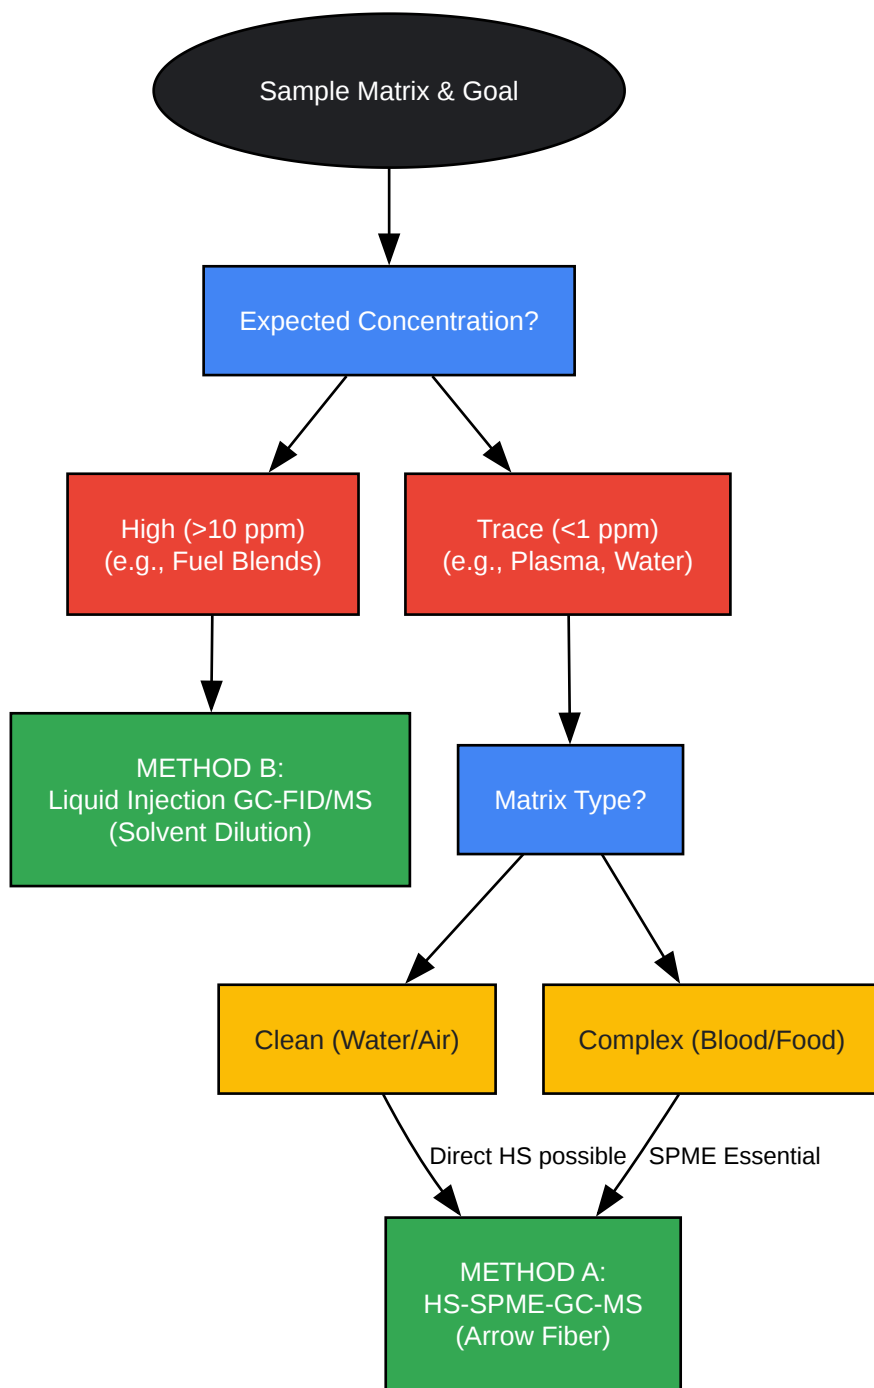 Sample Matrix & Goal
Expected Concentration?
High (>10 ppm)
(e.g., Fuel Blends)
Trace (<1 ppm)
(e.g., Plasma, Water)
METHOD B:
Liquid Injection GC-FID/MS
(Solvent Dilution)
Matrix Type?
Clean (Water/Air)
Complex (Blood/Food)
Direct HS possible
SPME Essential
METHOD A:
HS-SPME-GC-MS
(Arrow Fiber)